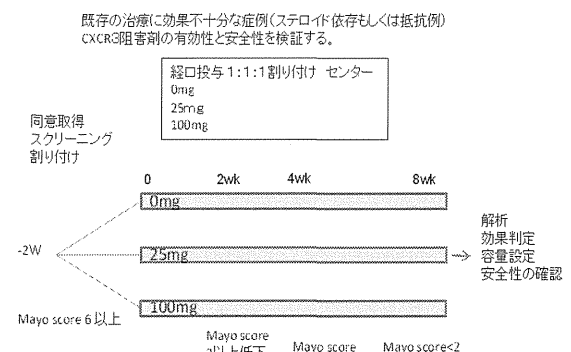 既存の治療に効果不十分な症例(ステロイド依存もしくは抵抗例)
CXCR3阻害剤の有効性と安全性を検証する。
経口投与1:1:1割り付け センター
0mg
25mg
100mg
同意取得
スクリーニング
割り付け
0 2wk 4wk 8wk
0mg
-2W
25mg
解析
効果判定
容量設定
安全性の確認
100mg
Mayo score 6以上
Mayo score
以上低下
Mayo score
Mayo score<2